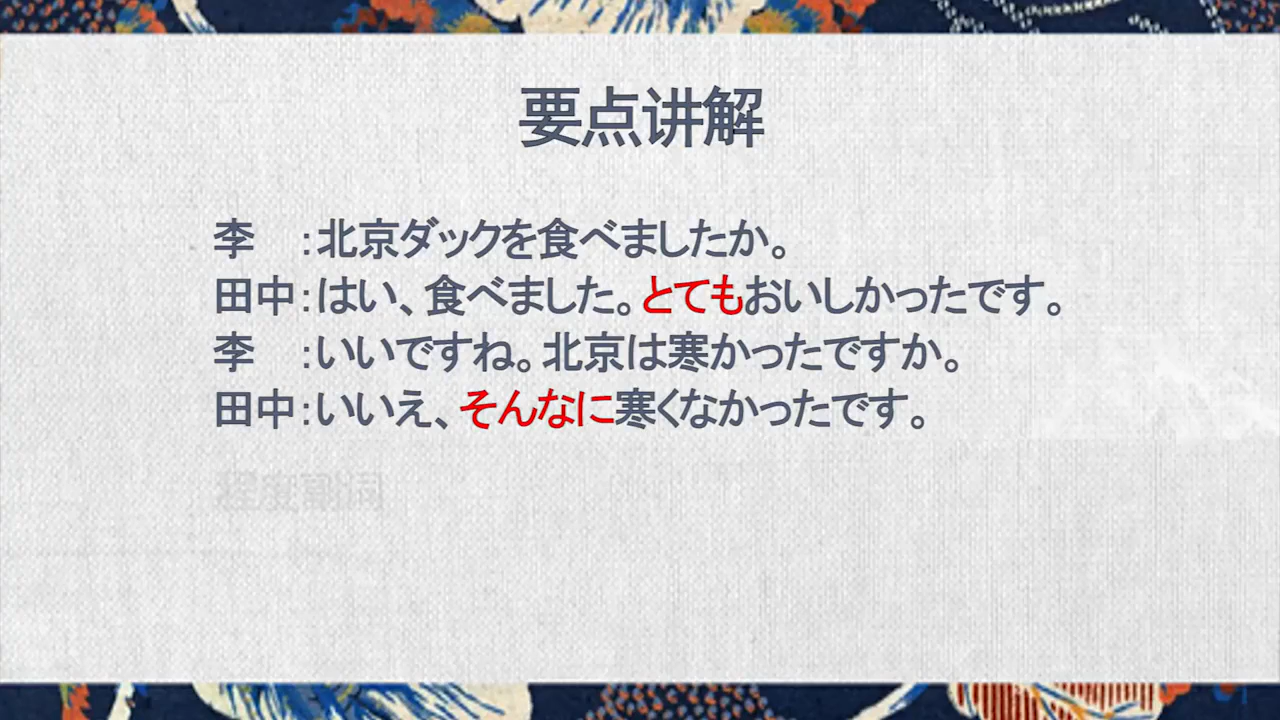 要点讲解
李　：北京ダックを食べましたか。
田中：はい、食べました。とてもおいしかったです。
李　：いいですね。北京は寒かったですか。
田中：いいえ、そんなに寒くなかったです。